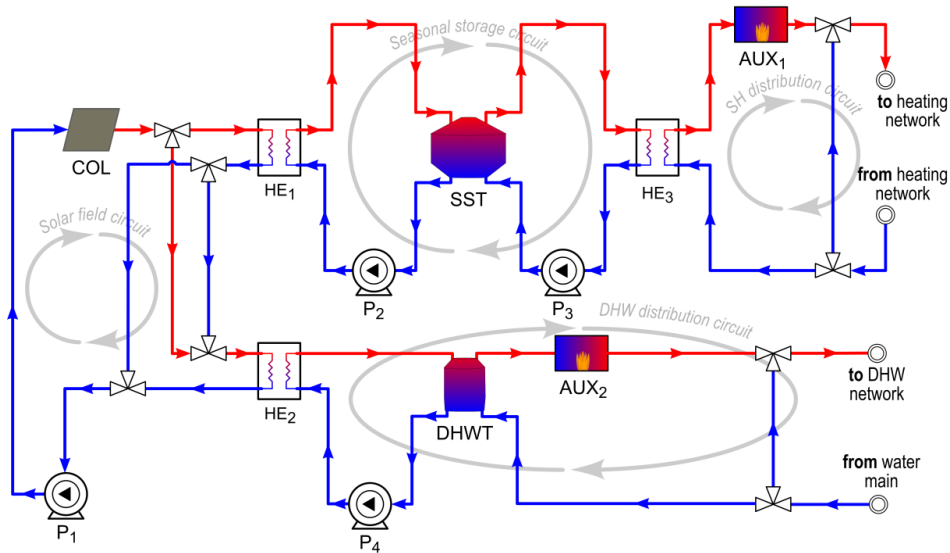 Seasonal storage circuit
AUX₁
SH distribution circuit
to heating
network
COL
HE₁
SST
HE₃
from heating
network
Solar field circuit
P₂
P₃
DHW distribution circuit
HE₂
AUX₂
to DHW
network
DHWT
from water
main
P₁
P₄